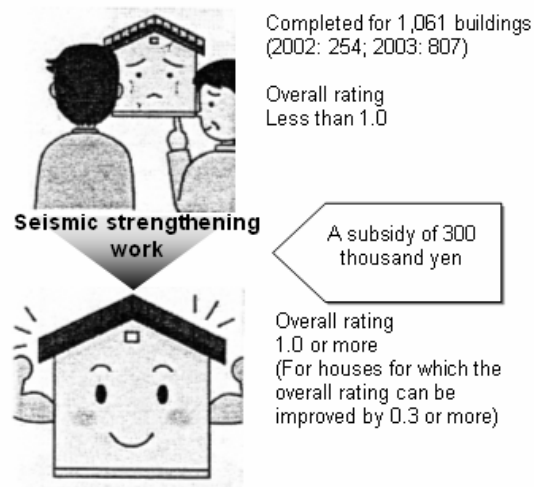 Completed for 1,061 buildings
(2002: 254; 2003: 807)
Overall rating
Less than 1.0
Seismic strengthening
work
A subsidy of 300
thousand yen
Overall rating
1.0 or more
(For houses for which the
overall rating can be
improved by 0.3 or more)